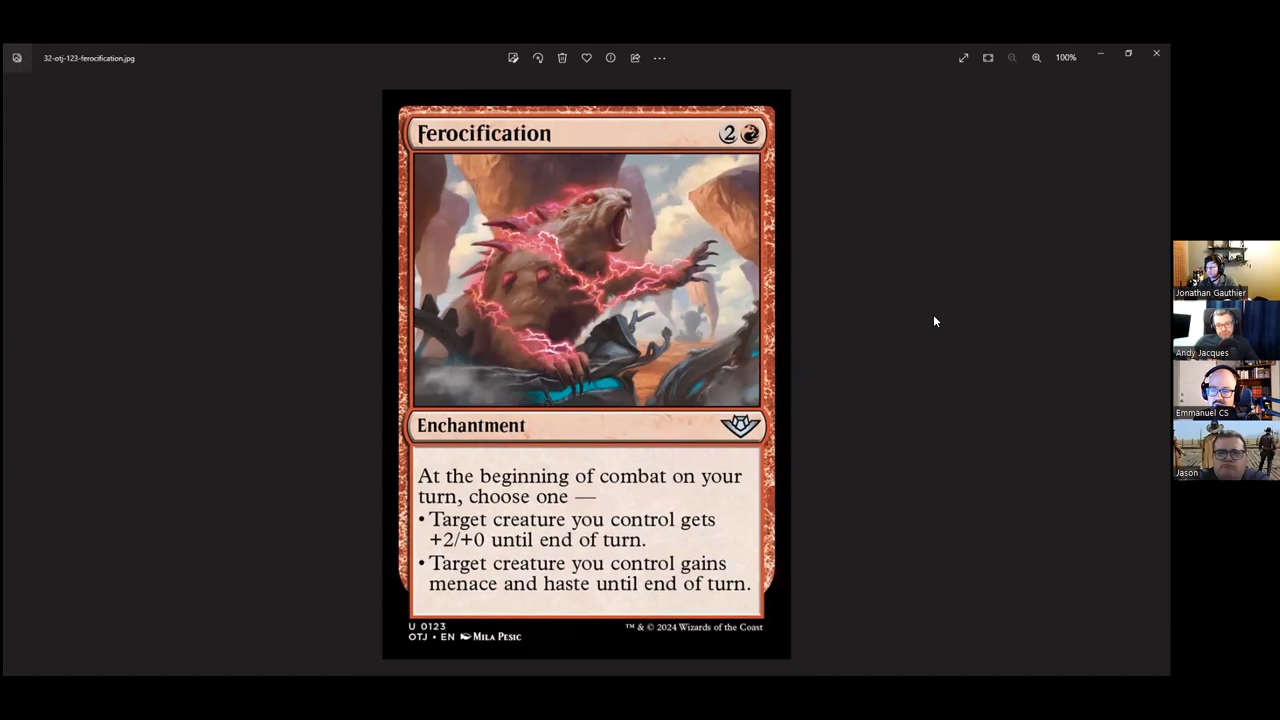 32-otj-123-ferocification.jpg
100%
Ferocification
2
Enchantment
At the beginning of combat on your
turn, choose one —
• Target creature you control gets
+2/+0 until end of turn.
• Target creature you control gains
menace and haste until end of turn.
U 0123
OTJ • EN MILA PESIC
™ & © 2024 Wizards of the Coast
Jonathan Gauthier
Andy Jacques
Emmanuel CS
Jason